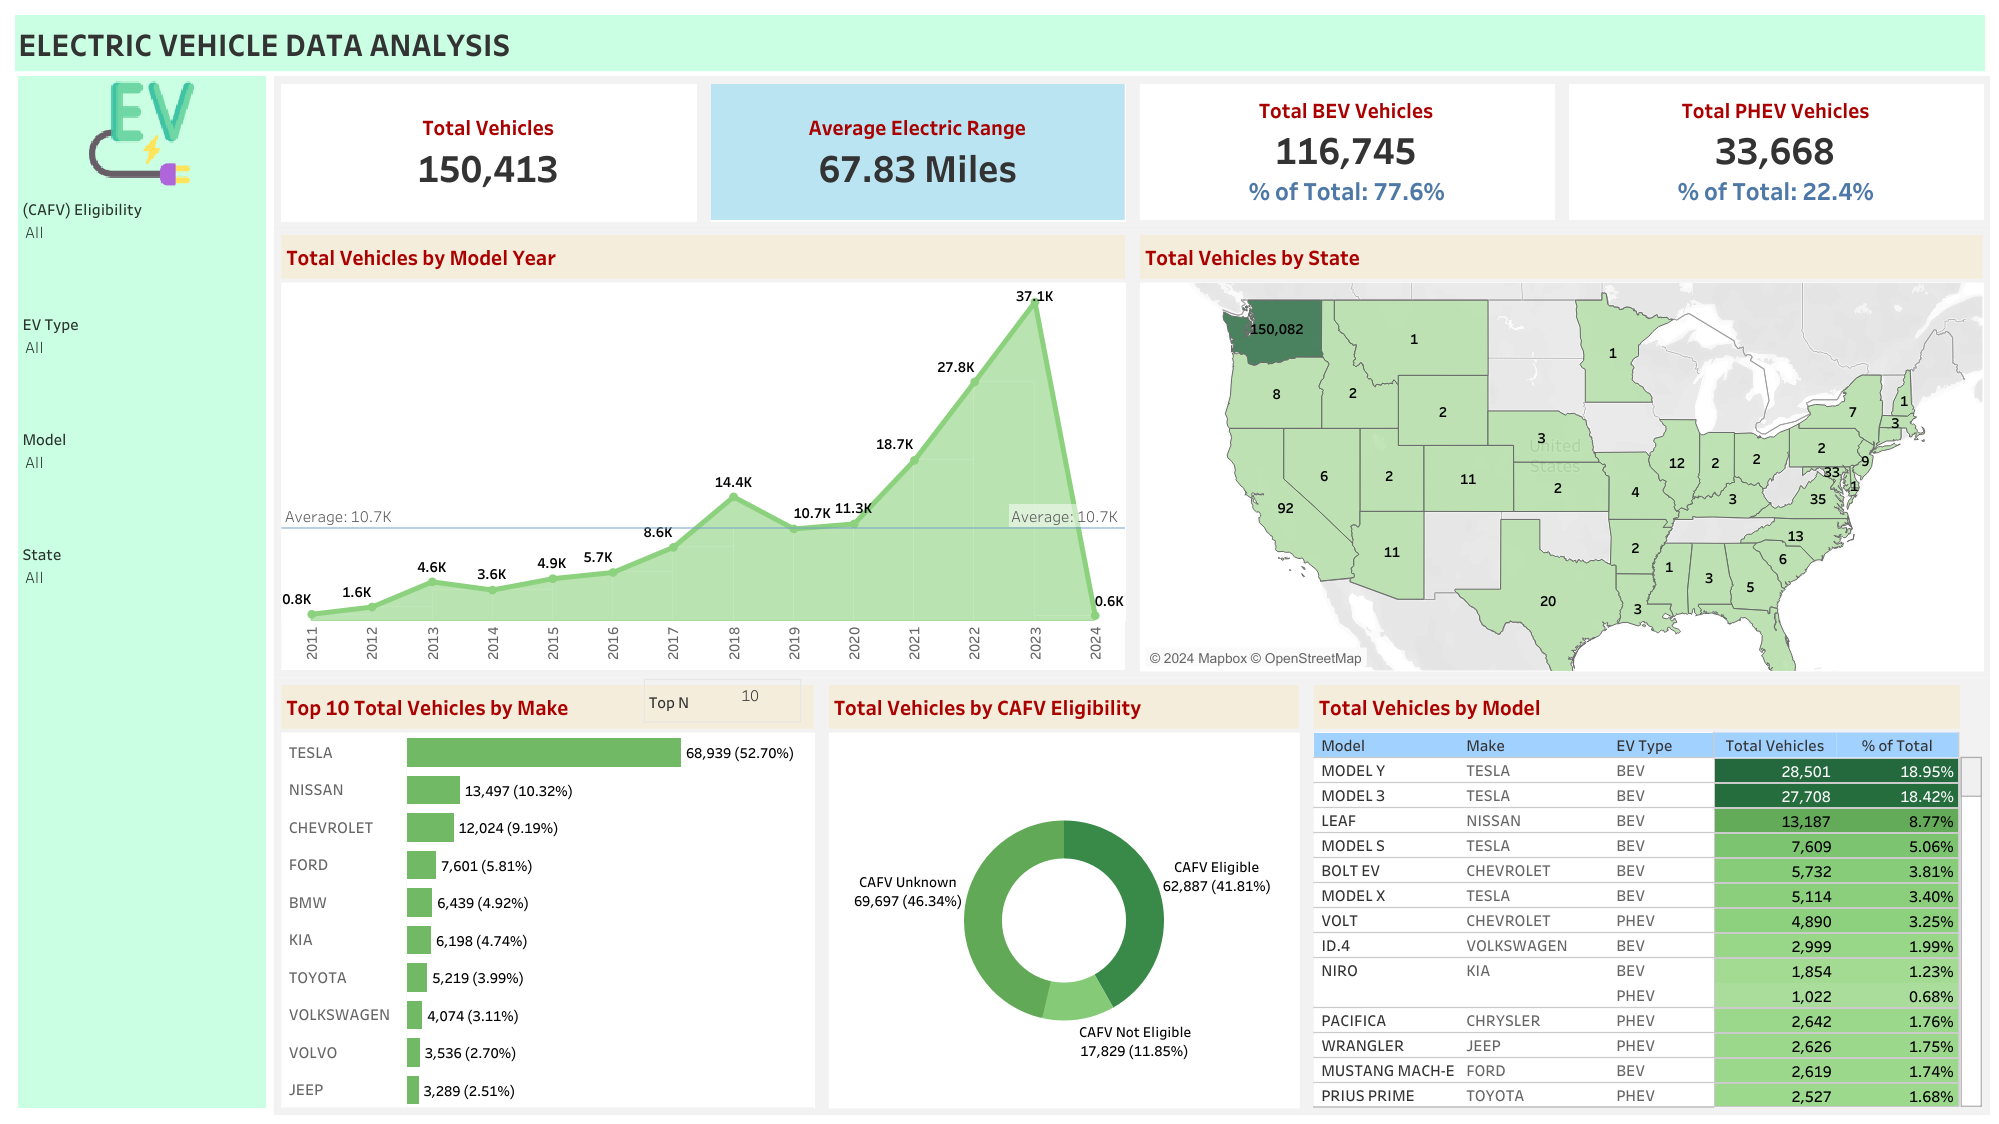 ELECTRIC VEHICLE DATA ANALYSIS
EV
(CAFV) Eligibility
All
EV Type
All
Model
All
State
All
Total Vehicles
150,413
Average Electric Range
67.83 Miles
Total BEV Vehicles
116,745
% of Total: 77.6%
Total PHEV Vehicles
33,668
% of Total: 22.4%
Total Vehicles by Model Year
37.1K
27.8K
18.7K
14.4K
10.7K 11.3K
8.6K
Average: 10.7K
Average: 10.7K
4.6K
3.6K
4.9K
5.7K
0.8K
1.6K
0.6K
2011
2012
2013
2014
2015
2016
2017
2018
2019
2020
2021
2022
2023
2024
Total Vehicles by State
150,082
1
1
8
2
2
7
1
3
3
United
States
2
9
33
1
6
2
11
2
12
2
2
92
4
3
35
11
2
13
6
1
3
5
20
3
© 2024 Mapbox © OpenStreetMap
Top 10 Total Vehicles by Make
Top N 10
TESLA 68,939 (52.70%)
NISSAN 13,497 (10.32%)
CHEVROLET 12,024 (9.19%)
FORD 7,601 (5.81%)
BMW 6,439 (4.92%)
KIA 6,198 (4.74%)
TOYOTA 5,219 (3.99%)
VOLKSWAGEN 4,074 (3.11%)
VOLVO 3,536 (2.70%)
JEEP 3,289 (2.51%)
Total Vehicles by CAFV Eligibility
CAFV Eligible
62,887 (41.81%)
CAFV Unknown
69,697 (46.34%)
CAFV Not Eligible
17,829 (11.85%)
Total Vehicles by Model
Model Make EV Type Total Vehicles % of Total
MODEL Y TESLA BEV 28,501 18.95%
MODEL 3 TESLA BEV 27,708 18.42%
LEAF NISSAN BEV 13,187 8.77%
MODEL S TESLA BEV 7,609 5.06%
BOLT EV CHEVROLET BEV 5,732 3.81%
MODEL X TESLA BEV 5,114 3.40%
VOLT CHEVROLET PHEV 4,890 3.25%
ID.4 VOLKSWAGEN BEV 2,999 1.99%
NIRO KIA BEV 1,854 1.23%
PHEV 1,022 0.68%
PACIFICA CHRYSLER PHEV 2,642 1.76%
WRANGLER JEEP PHEV 2,626 1.75%
MUSTANG MACH-E FORD BEV 2,619 1.74%
PRIUS PRIME TOYOTA PHEV 2,527 1.68%